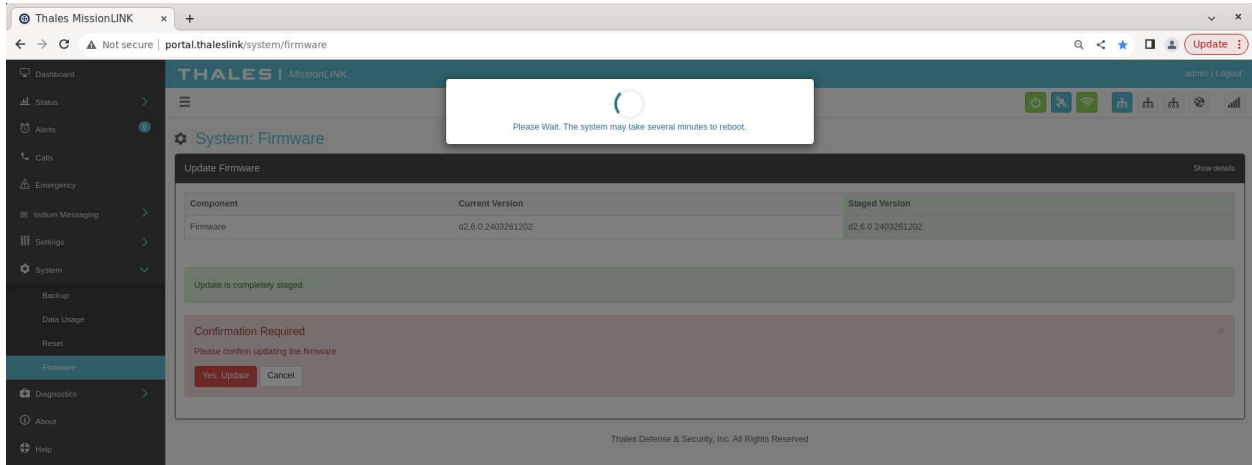 Thales MissionLINK
Not secure | portal.thaleslink/system/firmware
Update
Dashboard
THALES | MissionLINK
admin | Logout
Status
Alerts
0
Calls
Emergency
Iridium Messaging
Settings
System
Backup
Data Usage
Reset
Firmware
Diagnostics
About
Help
Please Wait. The system may take several minutes to reboot.
System: Firmware
Update Firmware
Show details
Component Current Version Staged Version
Firmware d2.6.0.2403261202 d2.6.0.2403261202
Update is completely staged.
Confirmation Required
Please confirm updating the firmware
Yes, Update Cancel
Thales Defense & Security, Inc. All Rights Reserved